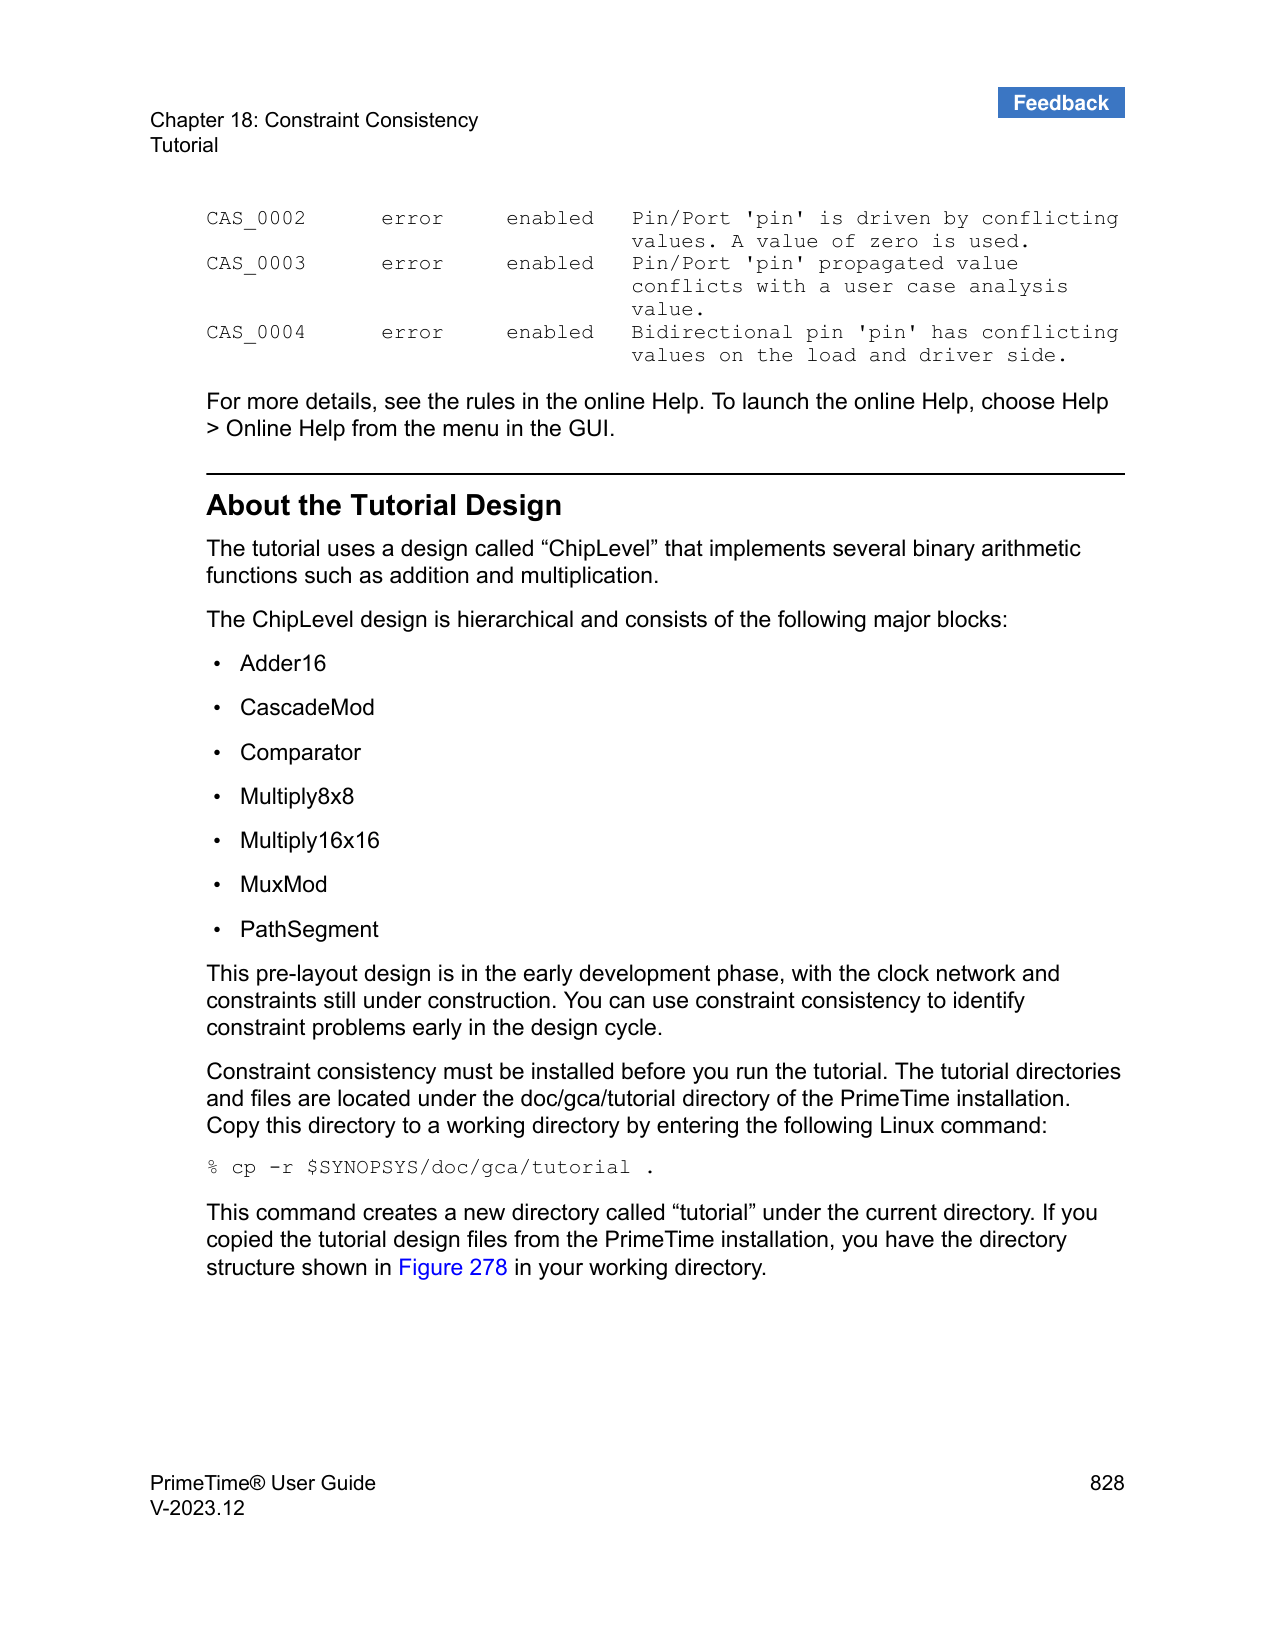 Feedback
Chapter 18: Constraint Consistency
Tutorial
CAS_0002      error     enabled   Pin/Port 'pin' is driven by conflicting
values. A value of zero is used.
CAS_0003      error     enabled   Pin/Port 'pin' propagated value
conflicts with a user case analysis
value.
CAS_0004      error     enabled   Bidirectional pin 'pin' has conflicting
values on the load and driver side.
For more details, see the rules in the online Help. To launch the online Help, choose Help
> Online Help from the menu in the GUI.
About the Tutorial Design
The tutorial uses a design called “ChipLevel” that implements several binary arithmetic
functions such as addition and multiplication.
The ChipLevel design is hierarchical and consists of the following major blocks:
• Adder16
• CascadeMod
• Comparator
• Multiply8x8
• Multiply16x16
• MuxMod
• PathSegment
This pre-layout design is in the early development phase, with the clock network and
constraints still under construction. You can use constraint consistency to identify
constraint problems early in the design cycle.
Constraint consistency must be installed before you run the tutorial. The tutorial directories
and files are located under the doc/gca/tutorial directory of the PrimeTime installation.
Copy this directory to a working directory by entering the following Linux command:
% cp -r $SYNOPSYS/doc/gca/tutorial .
This command creates a new directory called “tutorial” under the current directory. If you
copied the tutorial design files from the PrimeTime installation, you have the directory
structure shown in Figure 278 in your working directory.
PrimeTime® User Guide 828
V-2023.12